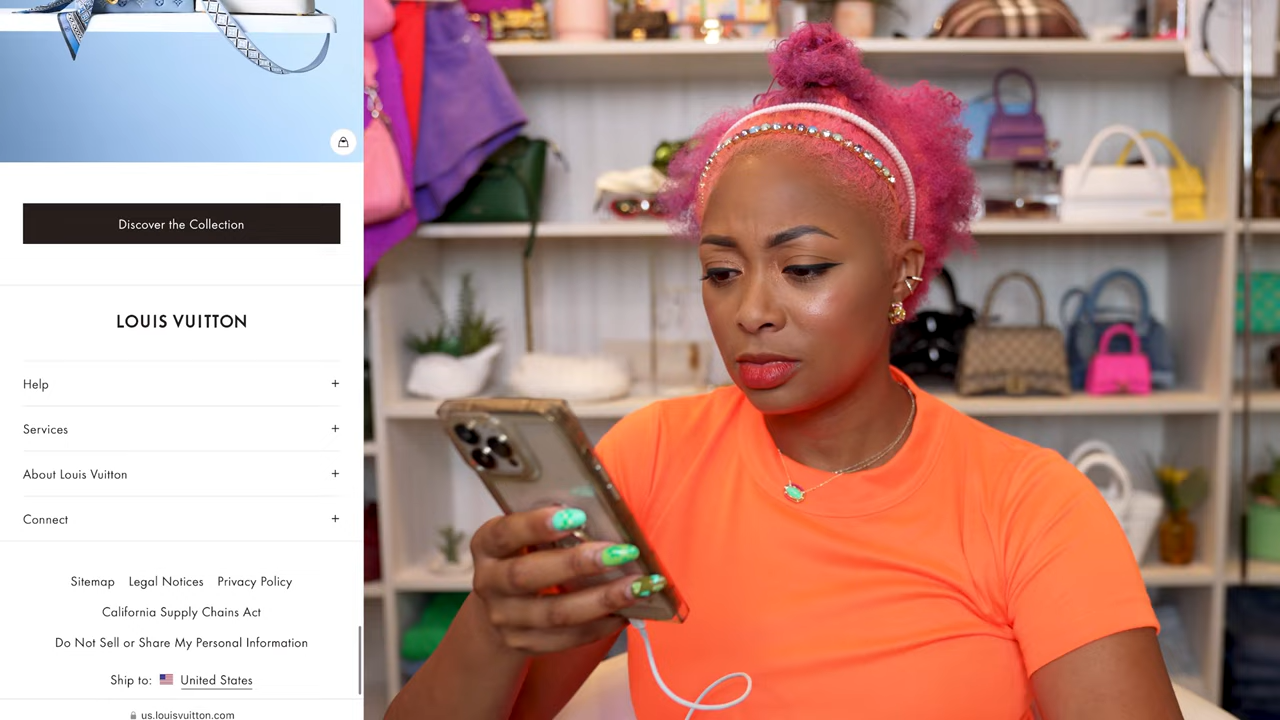 Discover the Collection
LOUIS VUITTON
Help +
Services +
About Louis Vuitton +
Connect +
Sitemap Legal Notices Privacy Policy
California Supply Chains Act
Do Not Sell or Share My Personal Information
Ship to: United States
us.louisvuitton.com